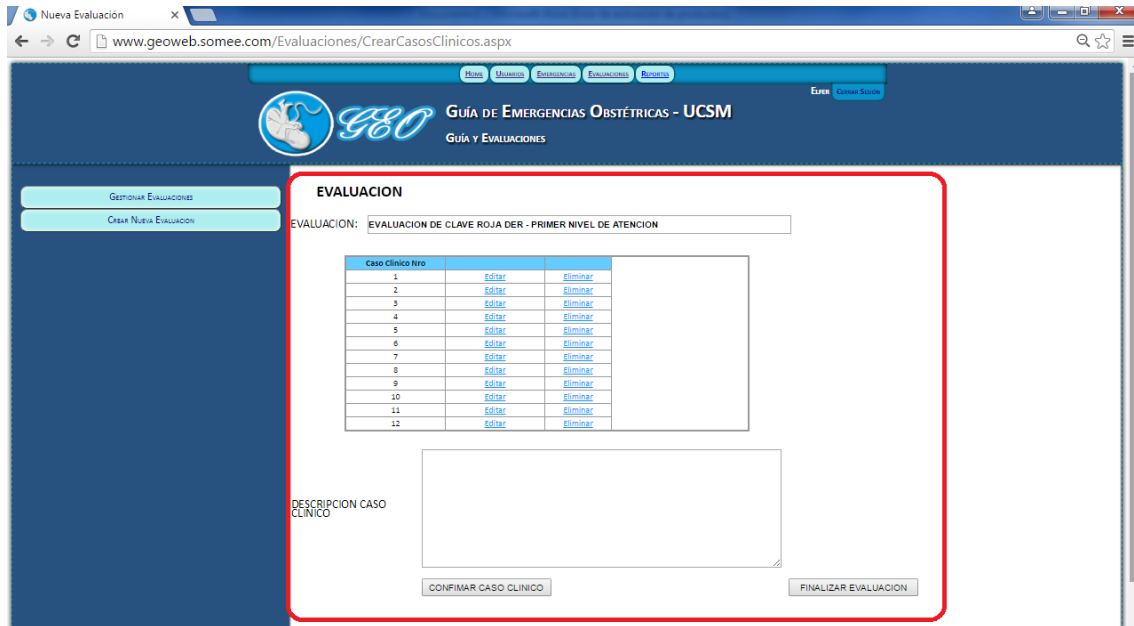 Nueva Evaluación
www.geoweb.somee.com/Evaluaciones/CrearCasosClinicos.aspx
Home Usuarios Emergencias Evaluaciones Reportes
Elfer Cerrar Sesión
GEO
Guía de Emergencias Obstétricas - UCSM
Guía y Evaluaciones
Gestionar Evaluaciones
Crear Nueva Evaluacion
EVALUACION
EVALUACION: EVALUACION DE CLAVE ROJA DER - PRIMER NIVEL DE ATENCION
Caso Clinico Nro
1 Editar Eliminar
2 Editar Eliminar
3 Editar Eliminar
4 Editar Eliminar
5 Editar Eliminar
6 Editar Eliminar
7 Editar Eliminar
8 Editar Eliminar
9 Editar Eliminar
10 Editar Eliminar
11 Editar Eliminar
12 Editar Eliminar
DESCRIPCION CASO
CLINICO
CONFIMAR CASO CLINICO FINALIZAR EVALUACION